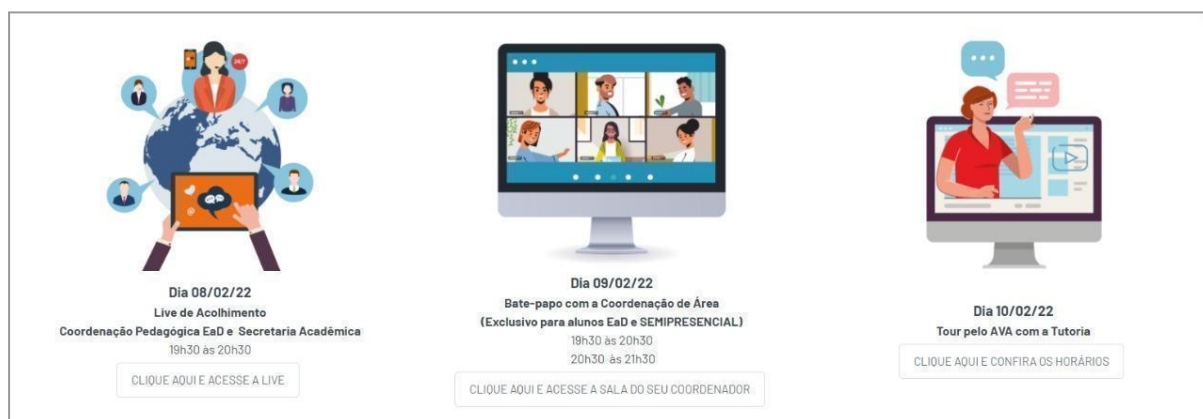 24/7
Dia 08/02/22
Live de Acolhimento
Coordenação Pedagógica EaD e Secretaria Acadêmica
19h30 às 20h30
CLIQUE AQUI E ACESSE A LIVE
Dia 09/02/22
Bate-papo com a Coordenação de Área
(Exclusivo para alunos EaD e SEMIPRESENCIAL)
19h30 às 20h30
20h30 às 21h30
CLIQUE AQUI E ACESSE A SALA DO SEU COORDENADOR
Dia 10/02/22
Tour pelo AVA com a Tutoria
CLIQUE AQUI E CONFIRA OS HORÁRIOS